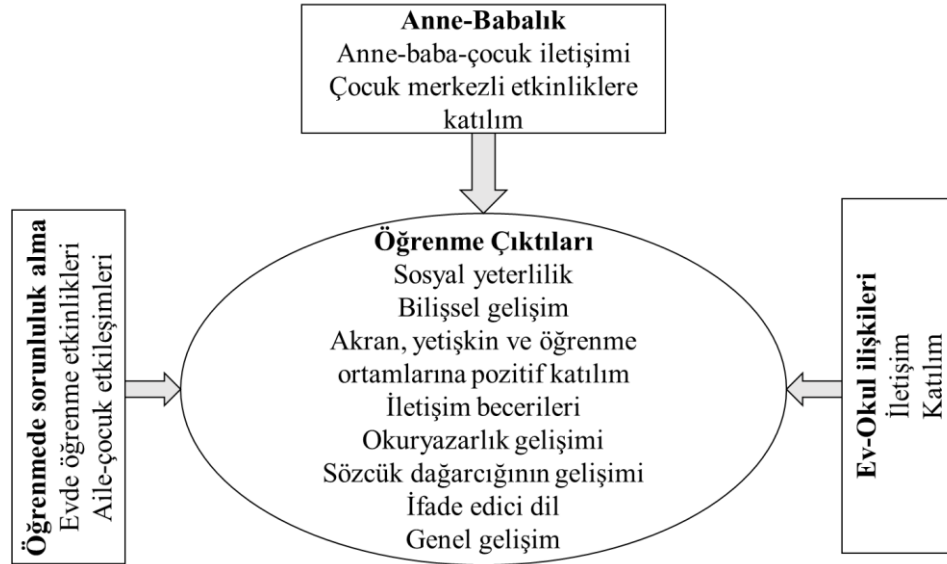 Anne-Babalık
Anne-baba-çocuk iletişimi
Çocuk merkezli etkinliklere
katılım
Öğrenmede sorunluluk alma
Evde öğrenme etkinlikleri
Aile-çocuk etkileşimleri
Öğrenme Çıktıları
Sosyal yeterlilik
Bilişsel gelişim
Akran, yetişkin ve öğrenme
ortamlarına pozitif katılım
İletişim becerileri
Okuryazarlık gelişimi
Sözcük dağarcığının gelişimi
İfade edici dil
Genel gelişim
Ev-Okul ilişkileri
İletişim
Katılım